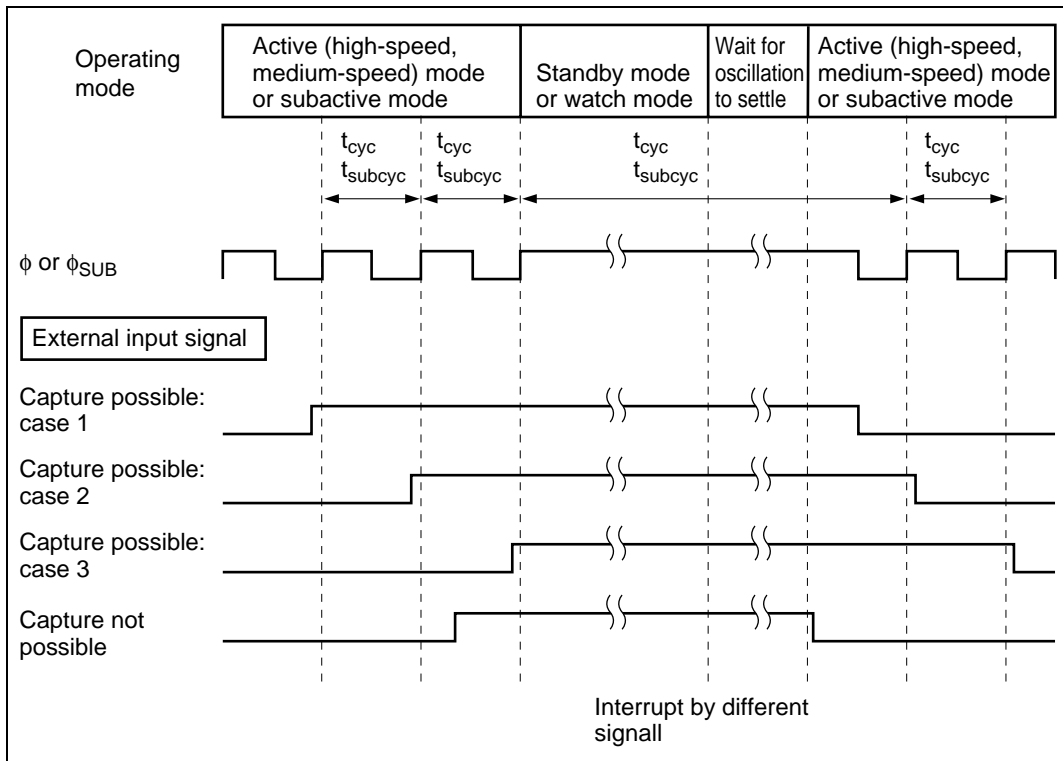 Operating
mode
Active (high-speed,
medium-speed) mode
or subactive mode
Standby mode
or watch mode
Wait for
oscillation
to settle
Active (high-speed,
medium-speed) mode
or subactive mode
tcyc
tsubcyc
tcyc
tsubcyc
tcyc
tsubcyc
tcyc
tsubcyc
ϕ or ϕSUB
External input signal
Capture possible:
case 1
Capture possible:
case 2
Capture possible:
case 3
Capture not
possible
Interrupt by different
signall